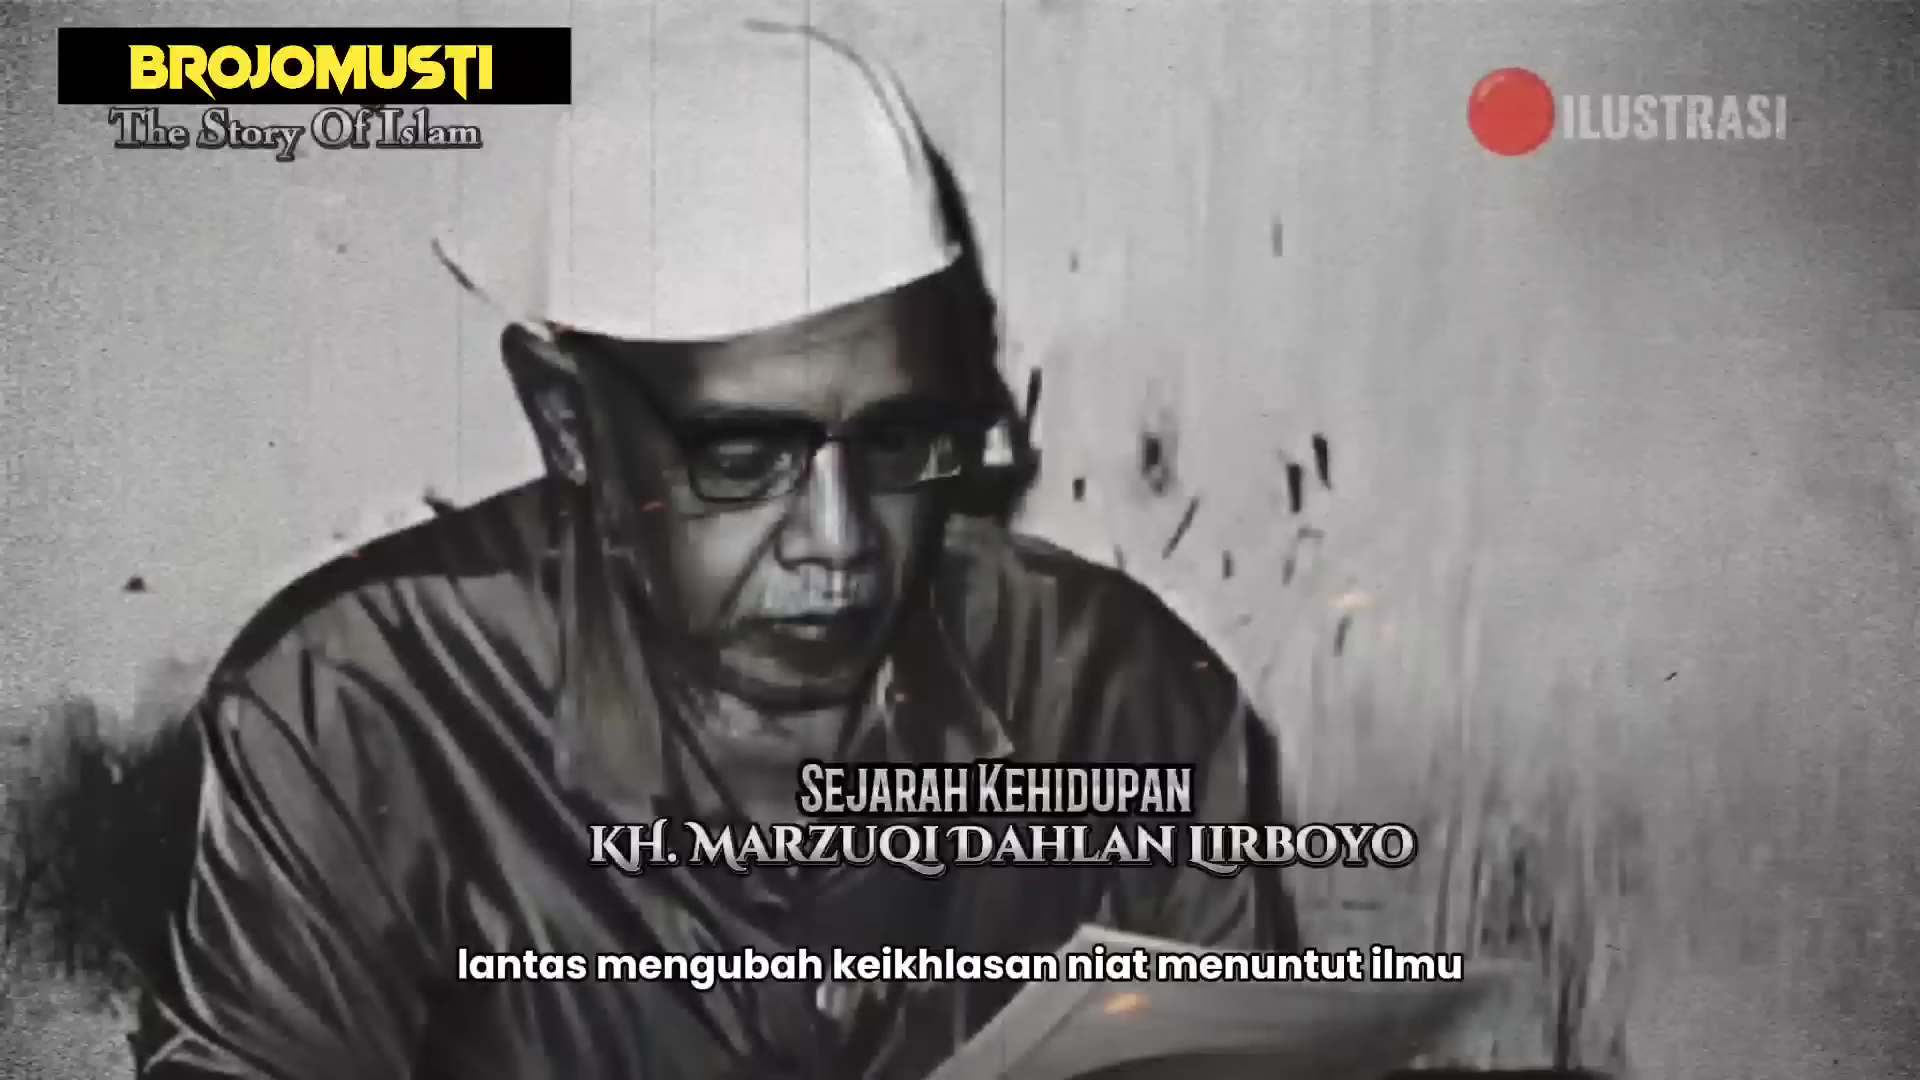 BROJOMUSTI
The Story Of Islam
ILUSTRASI
SEJARAH KEHIDUPAN
KH. MARZUQI DAHLAN LIRBOYO
lantas mengubah keikhlasan niat menuntut ilmu